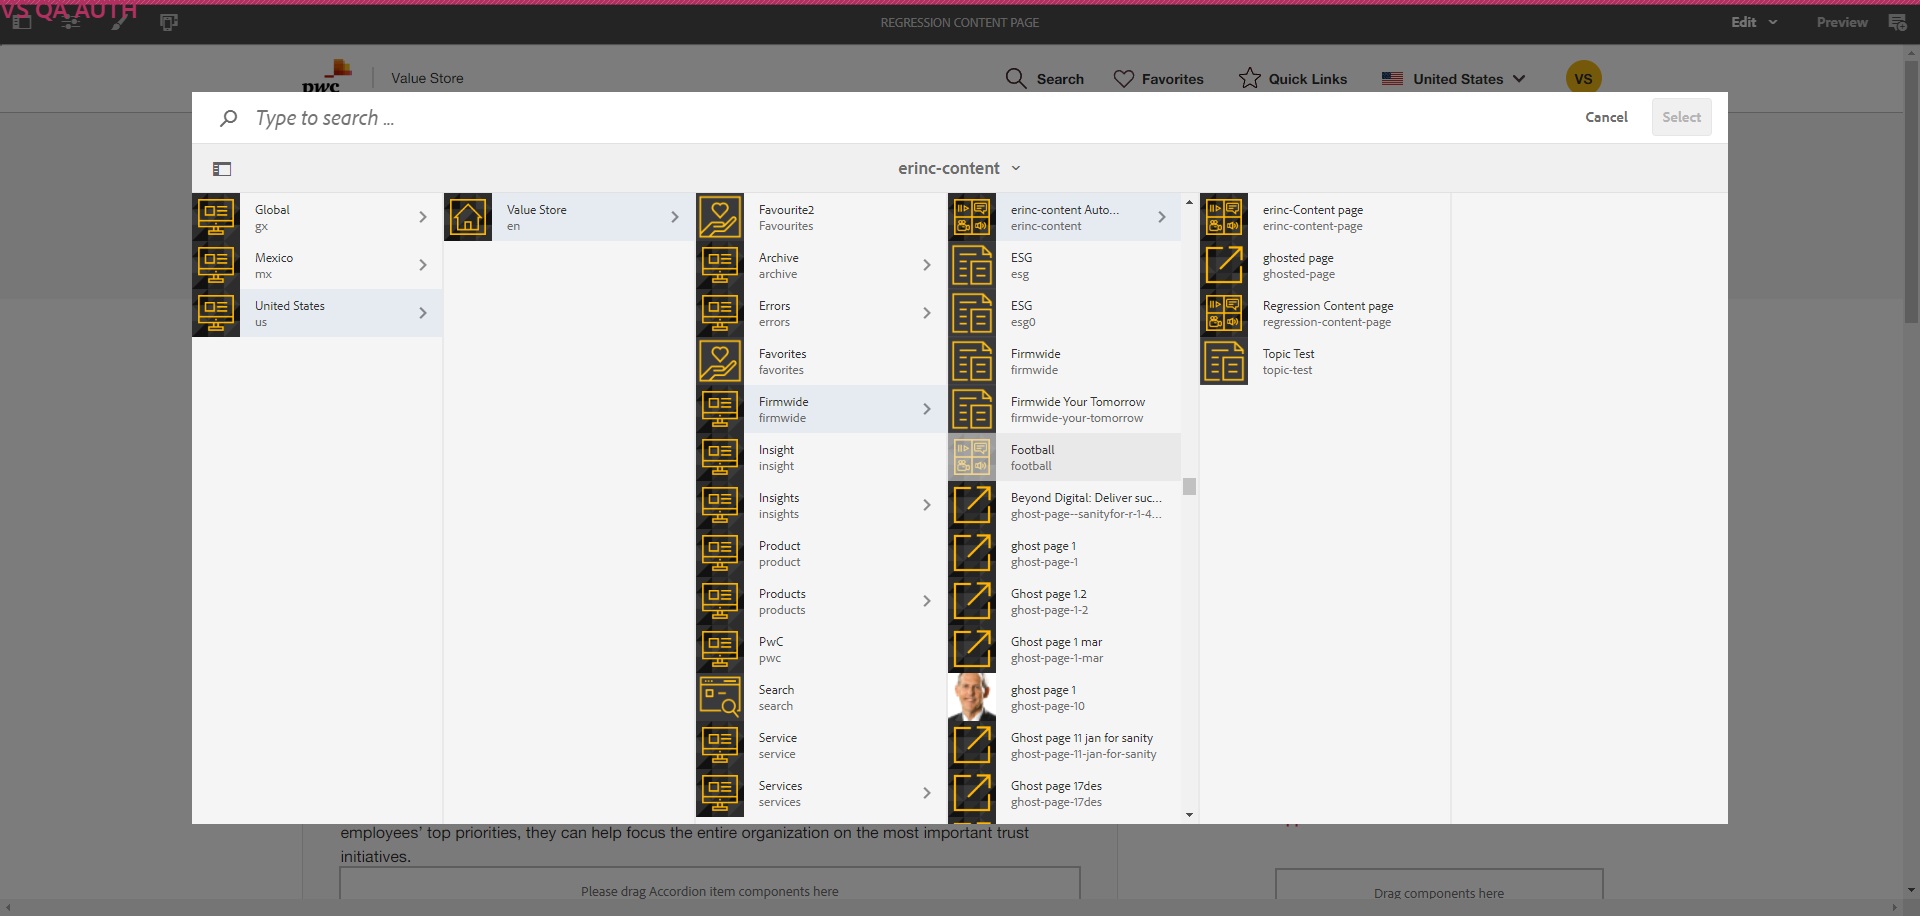 VS QA AUTH
REGRESSION CONTENT PAGE
Edit
Preview
pwc
Value Store
Search
Favorites
Quick Links
United States
VS
Type to search ...
Cancel
Select
erinc-content
Global
gx
Mexico
mx
United States
us
Value Store
en
Favourite2
Favourites
Archive
archive
Errors
errors
Favorites
favorites
Firmwide
firmwide
Insight
insight
Insights
insights
Product
product
Products
products
PwC
pwc
Search
search
Service
service
Services
services
erinc-content Auto...
erinc-content
ESG
esg
ESG
esg0
Firmwide
firmwide
Firmwide Your Tomorrow
firmwide-your-tomorrow
Football
football
Beyond Digital: Deliver suc...
ghost-page--sanityfor-r-1-4...
ghost page 1
ghost-page-1
Ghost page 1.2
ghost-page-1-2
Ghost page 1 mar
ghost-page-1-mar
ghost page 1
ghost-page-10
Ghost page 11 jan for sanity
ghost-page-11-jan-for-sanity
Ghost page 17des
ghost-page-17des
erinc-Content page
erinc-content-page
ghosted page
ghosted-page
Regression Content page
regression-content-page
Topic Test
topic-test
employees’ top priorities, they can help focus the entire organization on the most important trust
initiatives.
Please drag Accordion item components here
Drag components here